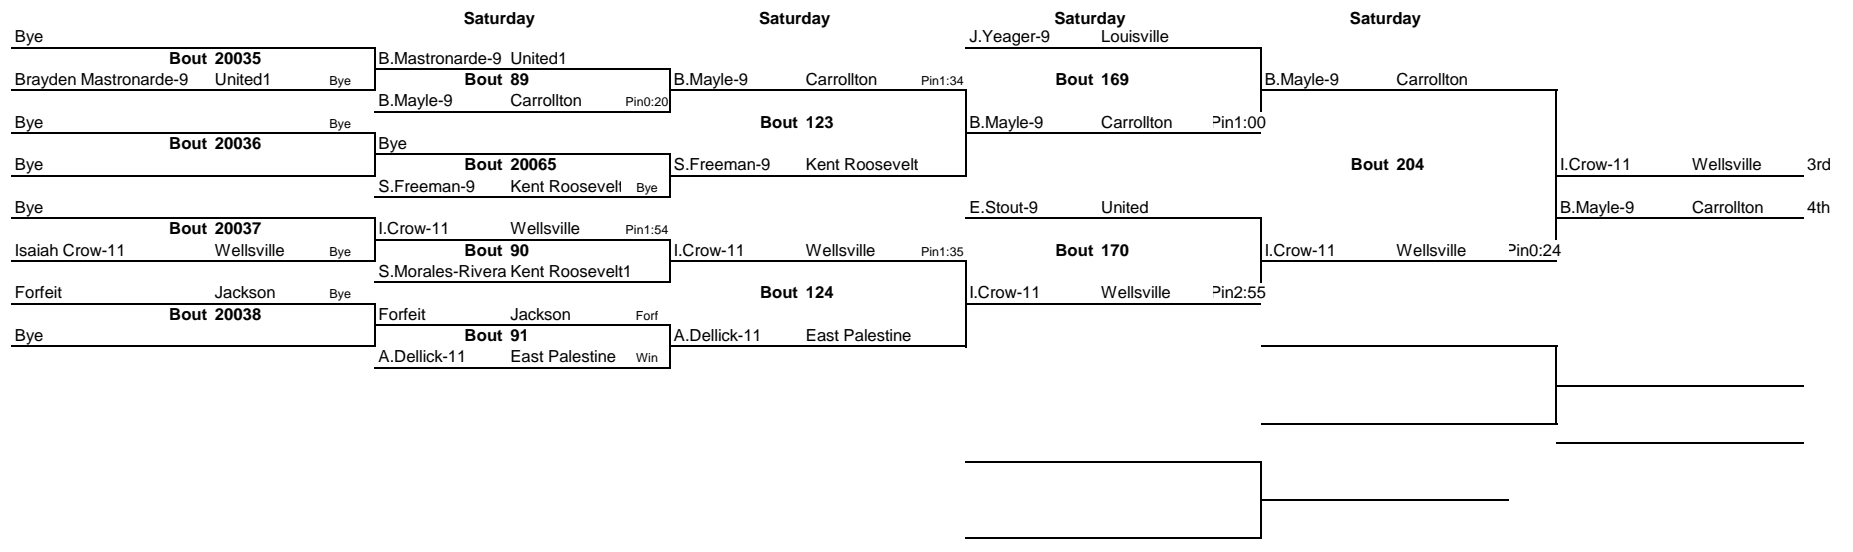 Saturday Saturday Saturday Saturday
Bye J.Yeager-9 Louisville
Bout 20035 B.Mastronarde-9 United1
Brayden Mastronarde-9 United1 Bye Bout 89 B.Mayle-9 Carrollton Pin1:34 Bout 169 B.Mayle-9 Carrollton
B.Mayle-9 Carrollton Pin0:20
Bye Bye Bout 123 B.Mayle-9 Carrollton Pin1:00
Bout 20036 Bye
Bye Bout 20065 S.Freeman-9 Kent Roosevelt Bout 204 I.Crow-11 Wellsville 3rd
S.Freeman-9 Kent Roosevelt Bye
Bye E.Stout-9 United B.Mayle-9 Carrollton 4th
Bout 20037 I.Crow-11 Wellsville Pin1:54
Isaiah Crow-11 Wellsville Bye Bout 90 I.Crow-11 Wellsville Pin1:35 Bout 170 I.Crow-11 Wellsville Pin0:24
S.Morales-Rivera Kent Roosevelt1
Forfeit Jackson Bye Bout 124 I.Crow-11 Wellsville Pin2:55
Bout 20038 Forfeit Jackson Forf
Bye Bout 91 A.Dellick-11 East Palestine
A.Dellick-11 East Palestine Win